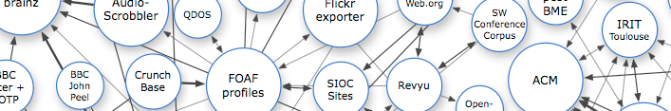 brainz
Audio-
Scrobbler
QDOS
Flickr
exporter
Web.org
SW
Conference
Corpus
BME
IRIT
Toulouse
BBC
John
Peel
Crunch
Base
FOAF
profiles
SIOC
Sites
Revyu
Open-
ACM